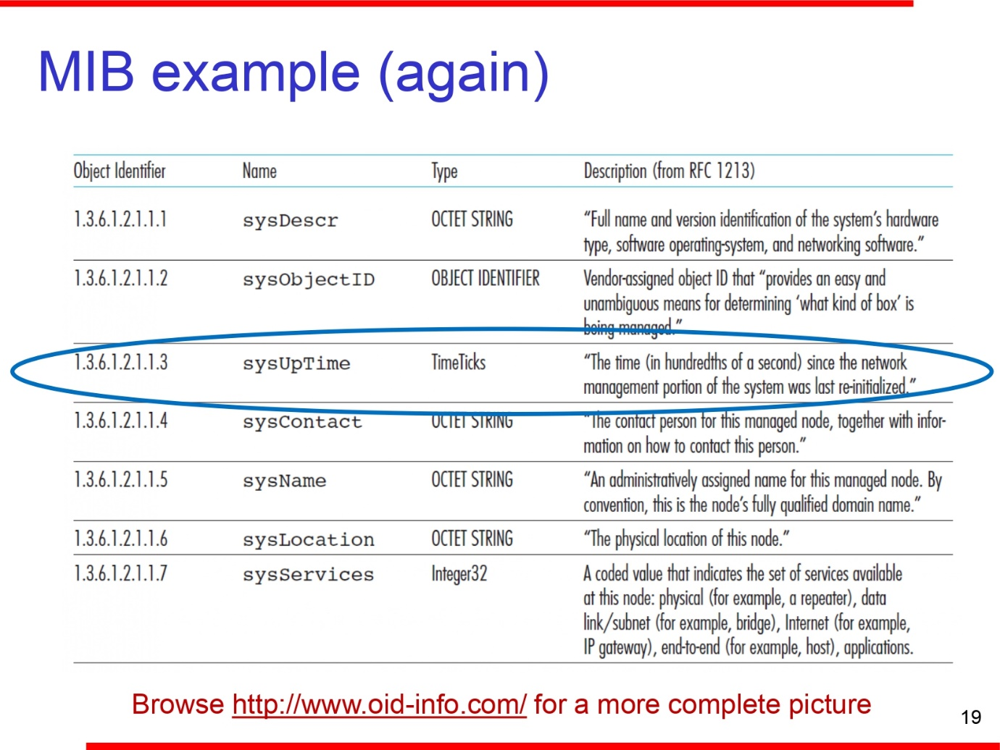 MIB example (again)
Object Identifier Name Type Description (from RFC 1213)
1.3.6.1.2.1.1.1 sysDescr OCTET STRING “Full name and version identification of the system’s hardware
type, software operating-system, and networking software.”
1.3.6.1.2.1.1.2 sysObjectID OBJECT IDENTIFIER Vendor-assigned object ID that “provides an easy and
unambiguous means for determining ‘what kind of box’ is
being managed.”
1.3.6.1.2.1.1.3 sysUpTime TimeTicks “The time (in hundredths of a second) since the network
management portion of the system was last re-initialized.”
1.3.6.1.2.1.1.4 sysContact OCTET STRING “The contact person for this managed node, together with infor-
mation on how to contact this person.”
1.3.6.1.2.1.1.5 sysName OCTET STRING “An administratively assigned name for this managed node. By
convention, this is the node’s fully qualified domain name.”
1.3.6.1.2.1.1.6 sysLocation OCTET STRING “The physical location of this node.”
1.3.6.1.2.1.1.7 sysServices Integer32 A coded value that indicates the set of services available
at this node: physical (for example, a repeater), data
link/subnet (for example, bridge), Internet (for example,
IP gateway), end-to-end (for example, host), applications.
Browse http://www.oid-info.com/ for a more complete picture
19